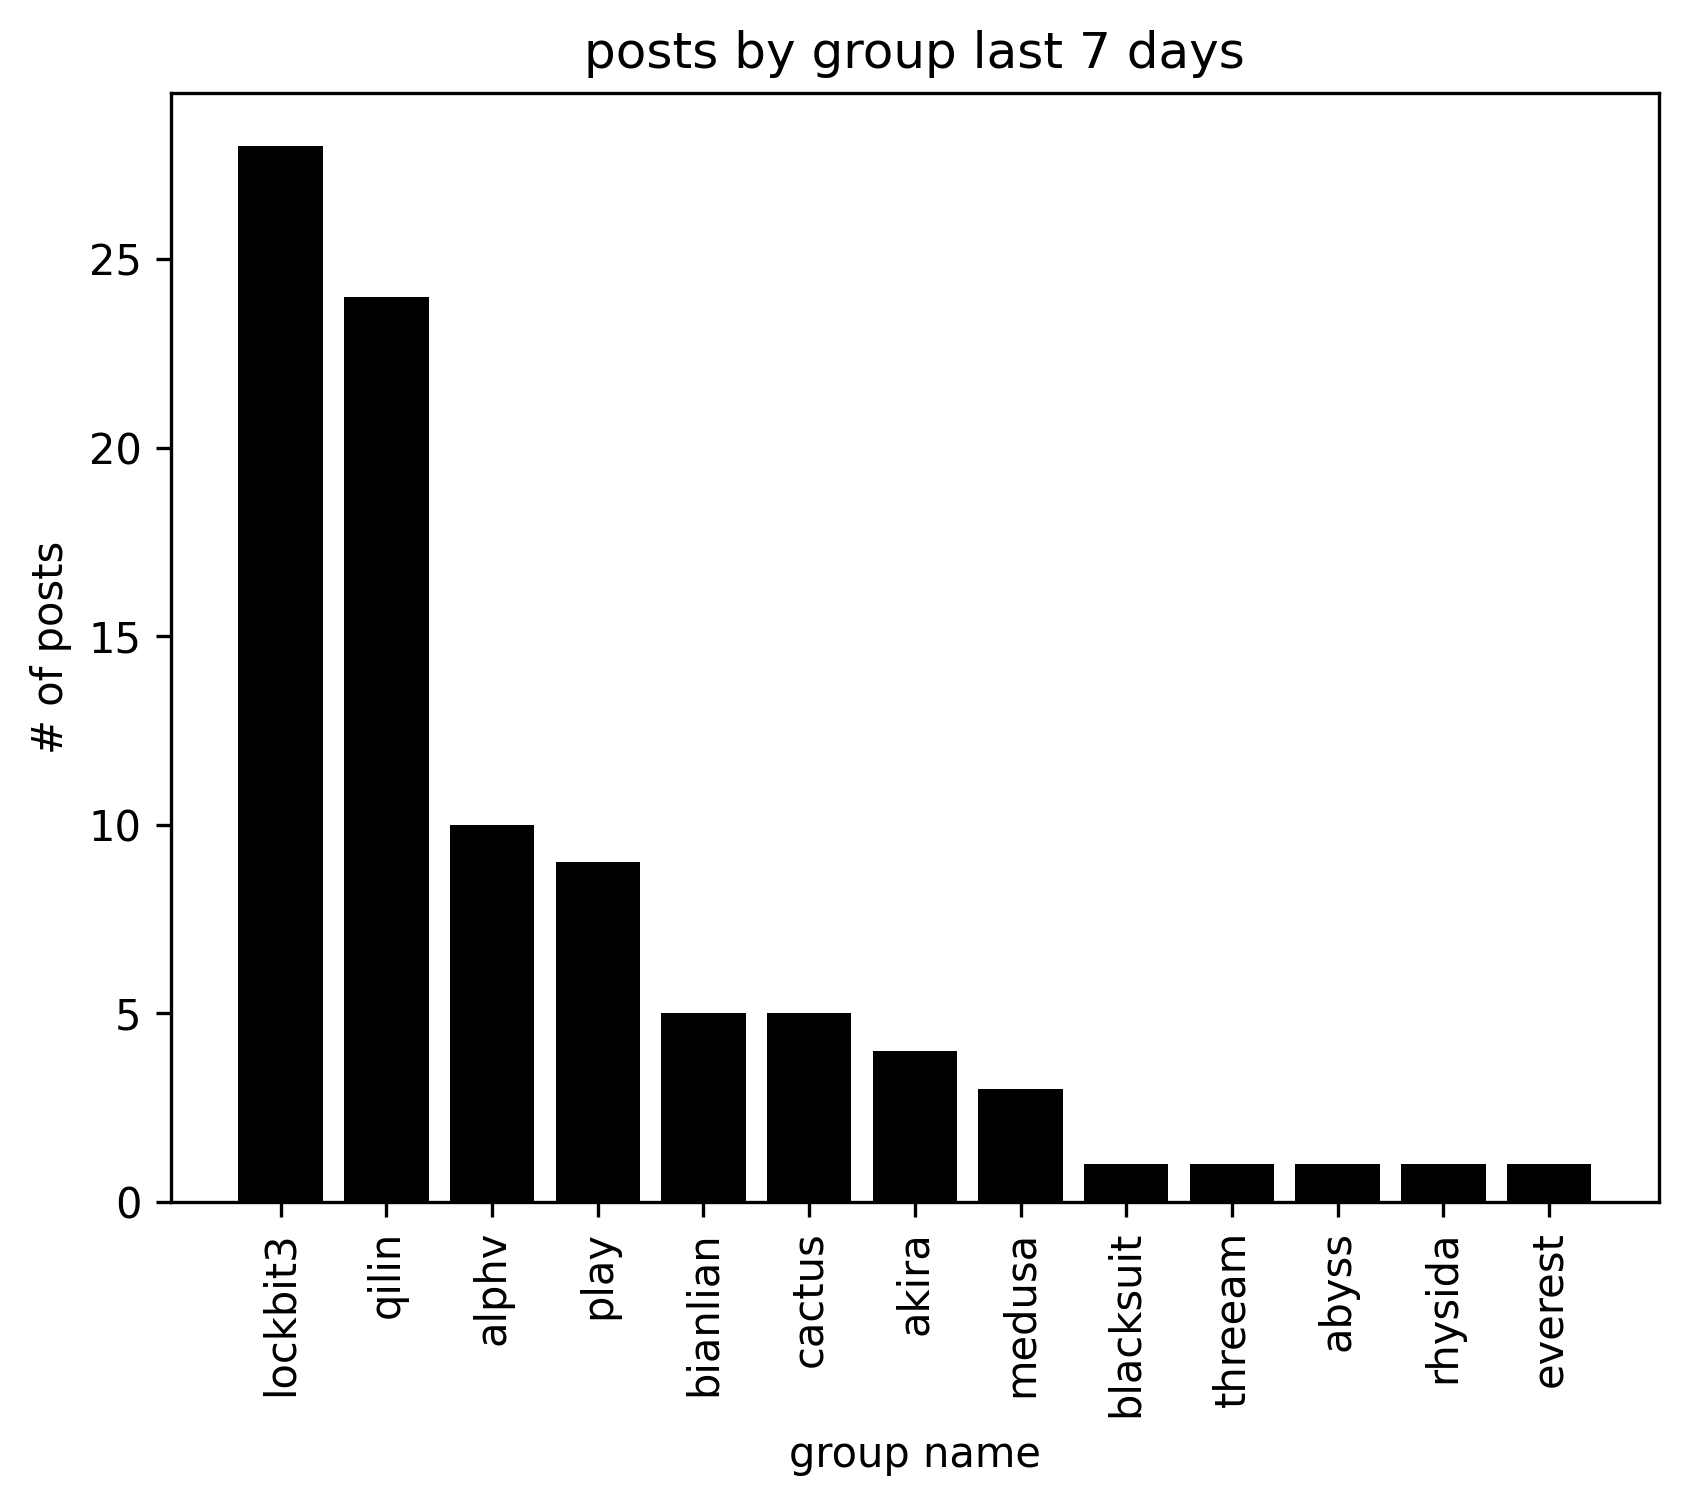 posts by group last 7 days
# of posts
25
20
15
10
5
0
lockbit3
qilin
alphv
play
bianlian
cactus
akira
medusa
blacksuit
threeam
abyss
rhysida
everest
group name